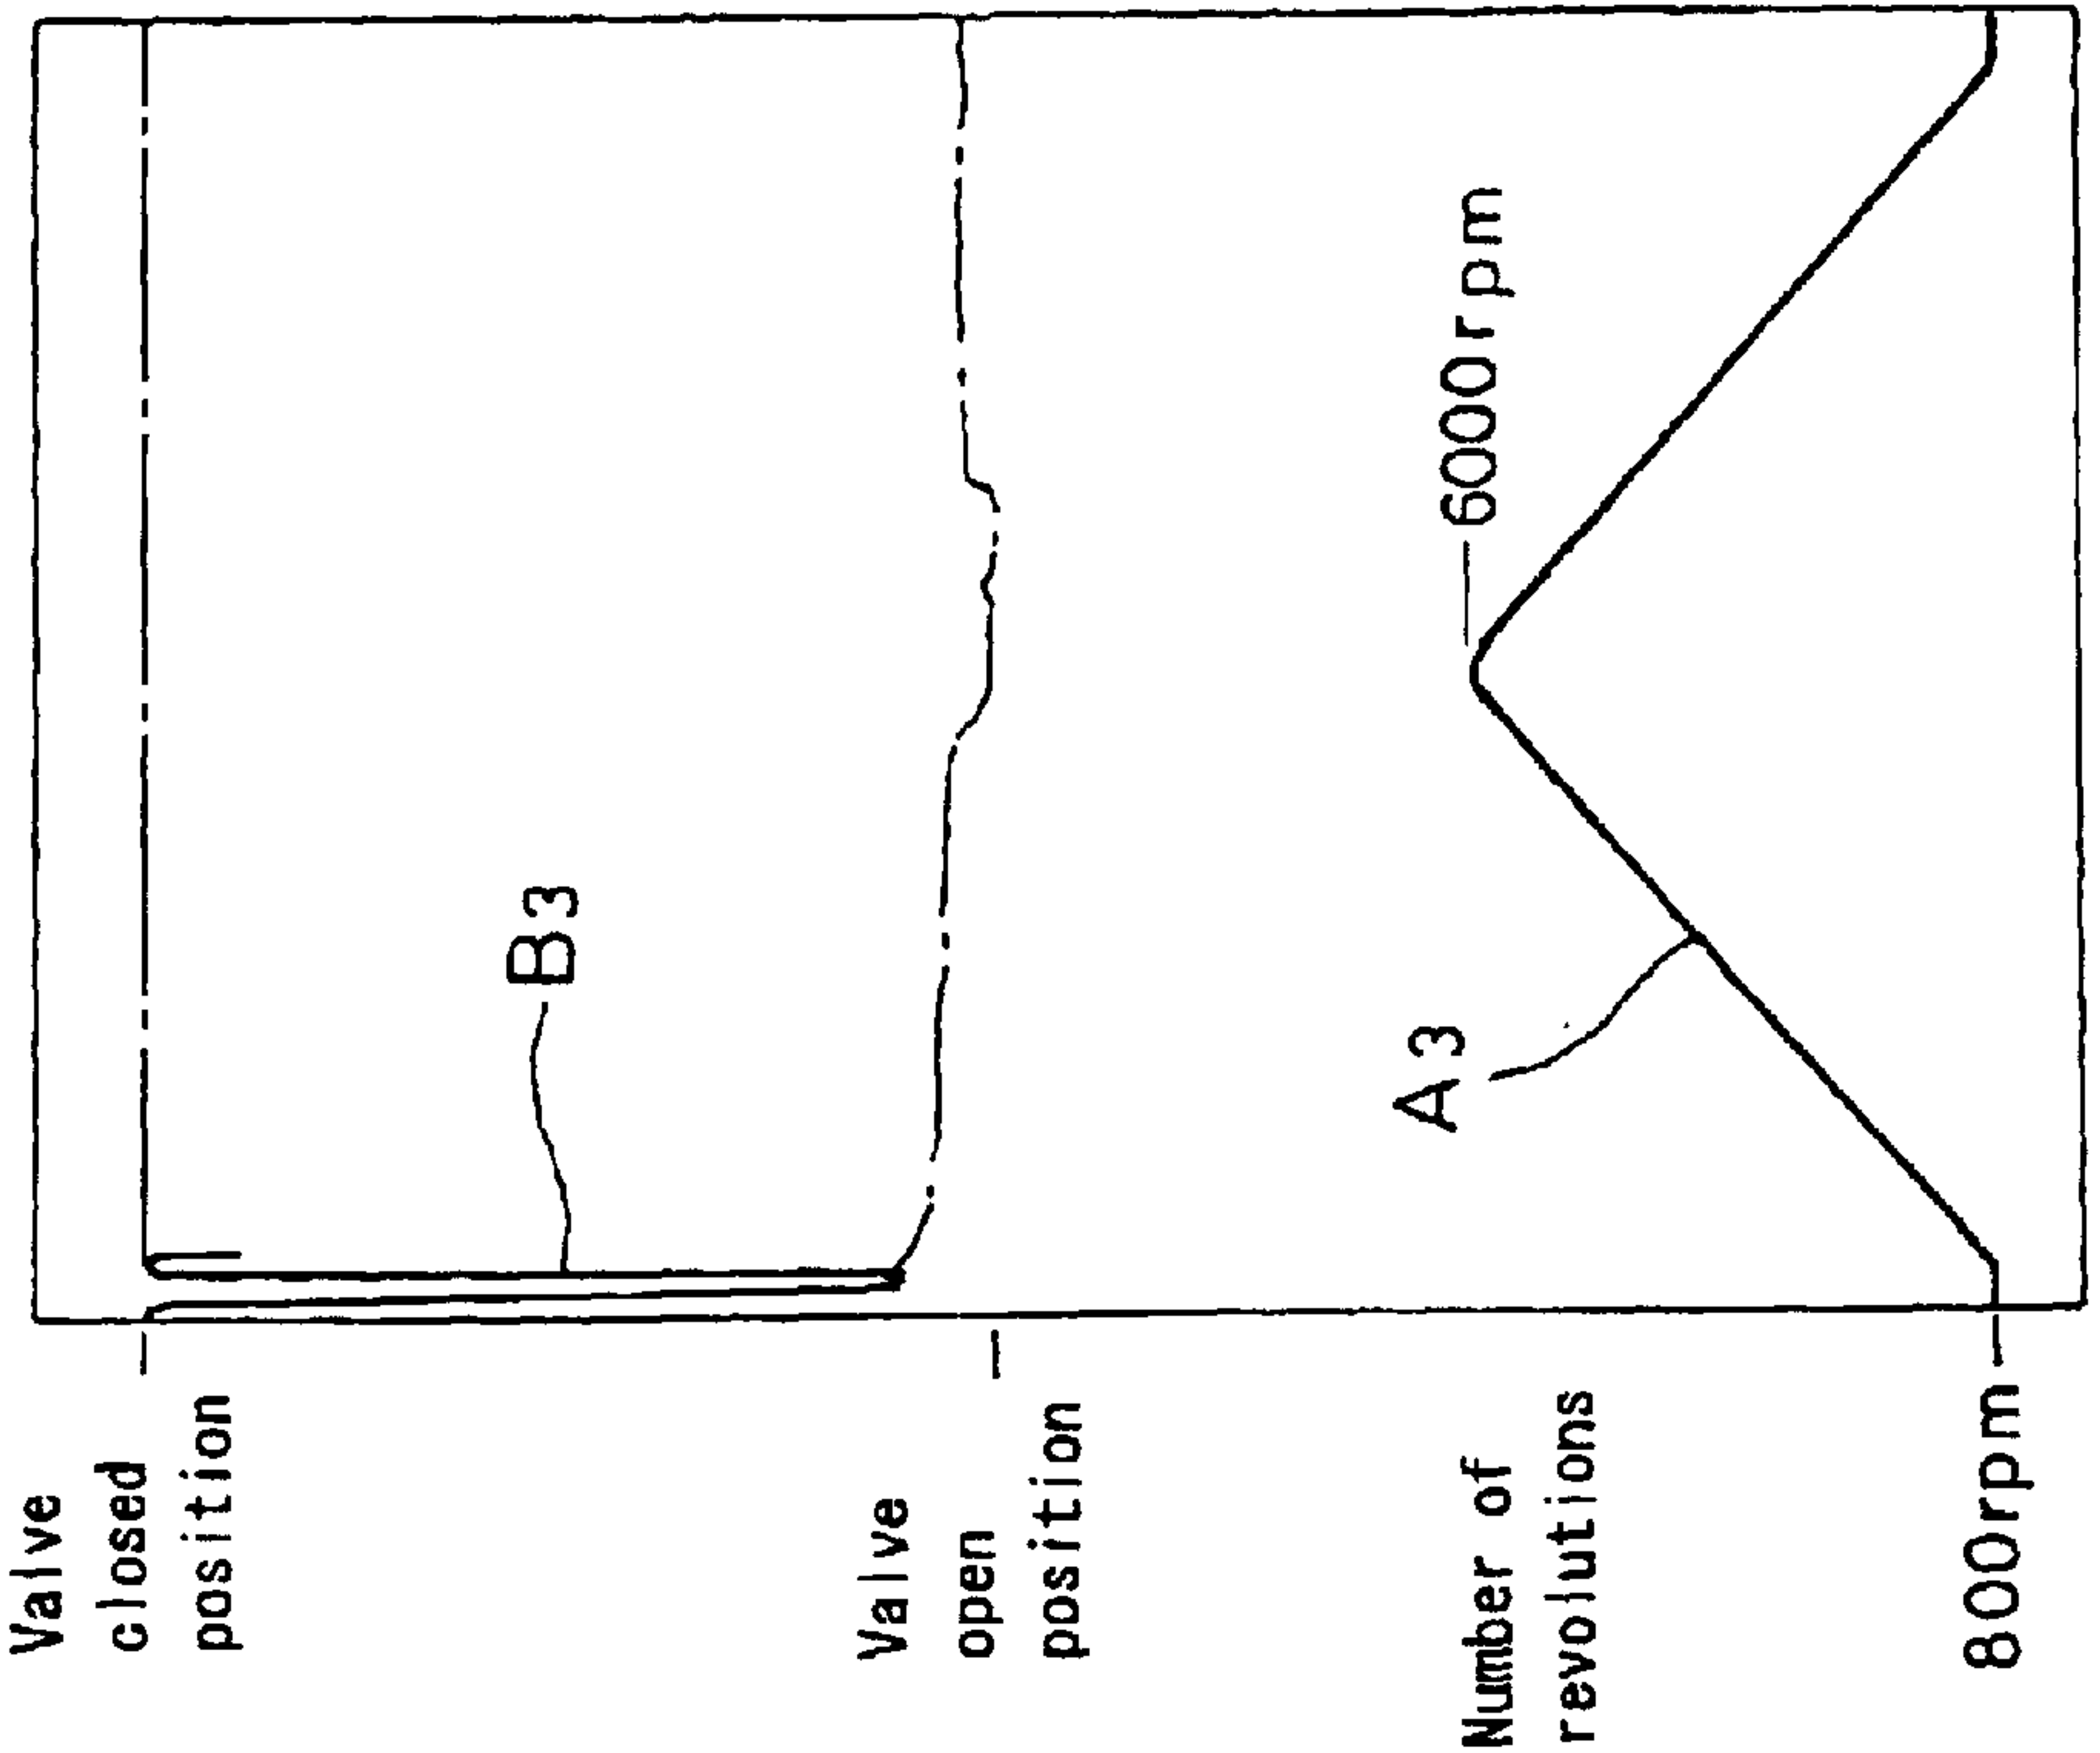 Valve
closed
position
B3
Valve
open
position
6000rpm
A3
Number of
revolutions
800rpm